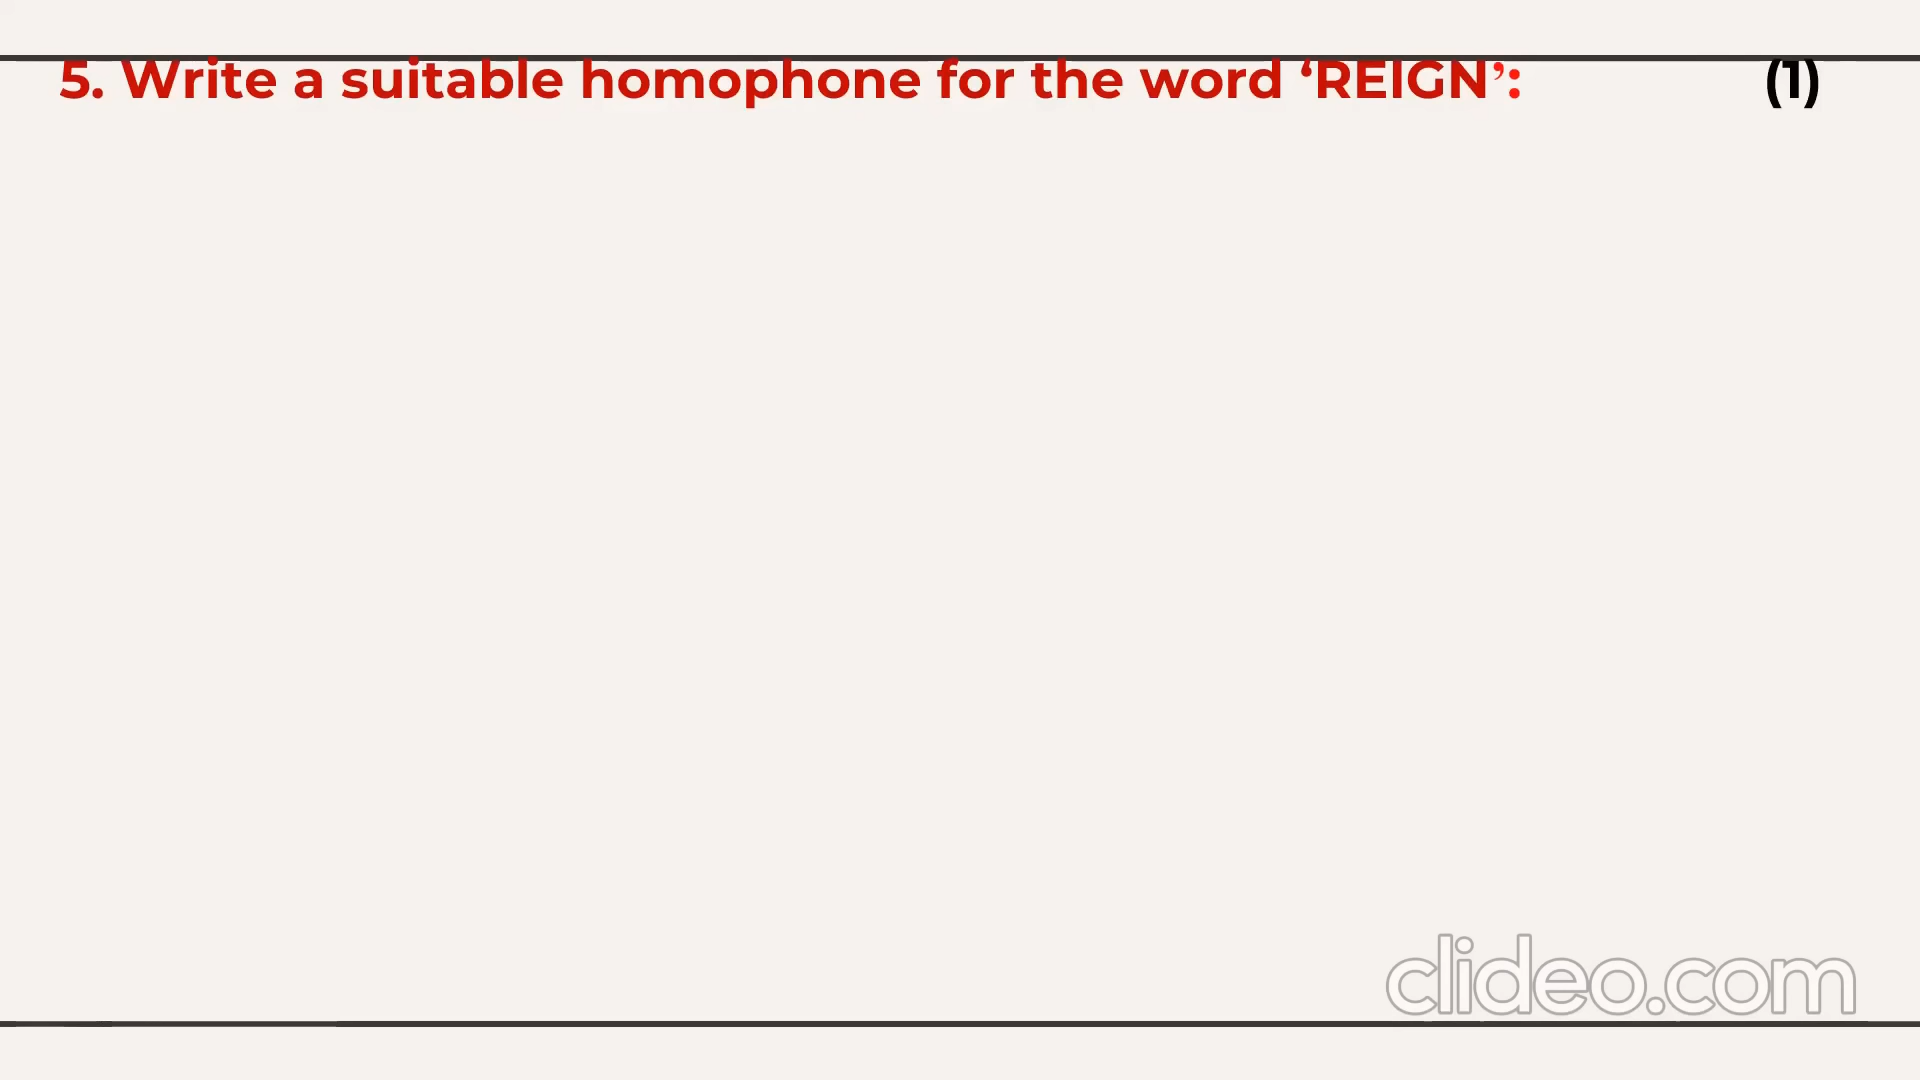 5. Write a suitable homophone for the word ‘REIGN’: (1)
clideo.com